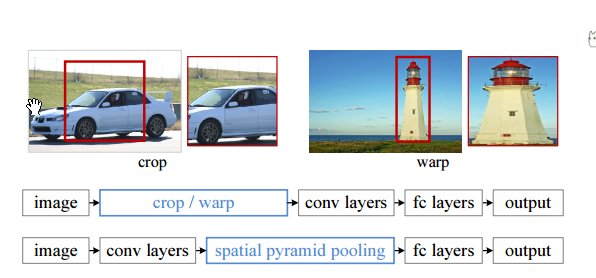 crop
warp
image crop / warp conv layers fc layers output
image conv layers spatial pyramid pooling fc layers output